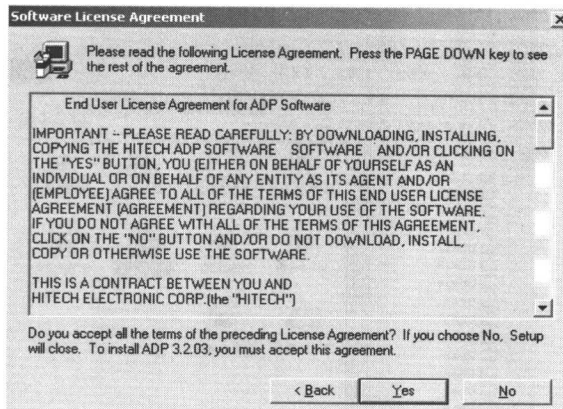 Software License Agreement
Please read the following License Agreement. Press the PAGE DOWN key to see
the rest of the agreement.
End User License Agreement for ADP Software
IMPORTANT -- PLEASE READ CAREFULLY: BY DOWNLOADING, INSTALLING,
COPYING THE HITECH ADP SOFTWARE SOFTWARE AND/OR CLICKING ON
THE "YES" BUTTON, YOU (EITHER ON BEHALF OF YOURSELF AS AN
INDIVIDUAL OR ON BEHALF OF ANY ENTITY AS ITS AGENT AND/OR
(EMPLOYEE) AGREE TO ALL OF THE TERMS OF THIS END USER LICENSE
AGREEMENT (AGREEMENT) REGARDING YOUR USE OF THE SOFTWARE.
IF YOU DO NOT AGREE WITH ALL OF THE TERMS OF THIS AGREEMENT,
CLICK ON THE "NO" BUTTON AND/OR DO NOT DOWNLOAD, INSTALL,
COPY OR OTHERWISE USE THE SOFTWARE.
THIS IS A CONTRACT BETWEEN YOU AND
HITECH ELECTRONIC CORP.(the "HITECH")
Do you accept all the terms of the preceding License Agreement? If you choose No, Setup
will close. To install ADP 3.2.03, you must accept this agreement.
< Back Yes No